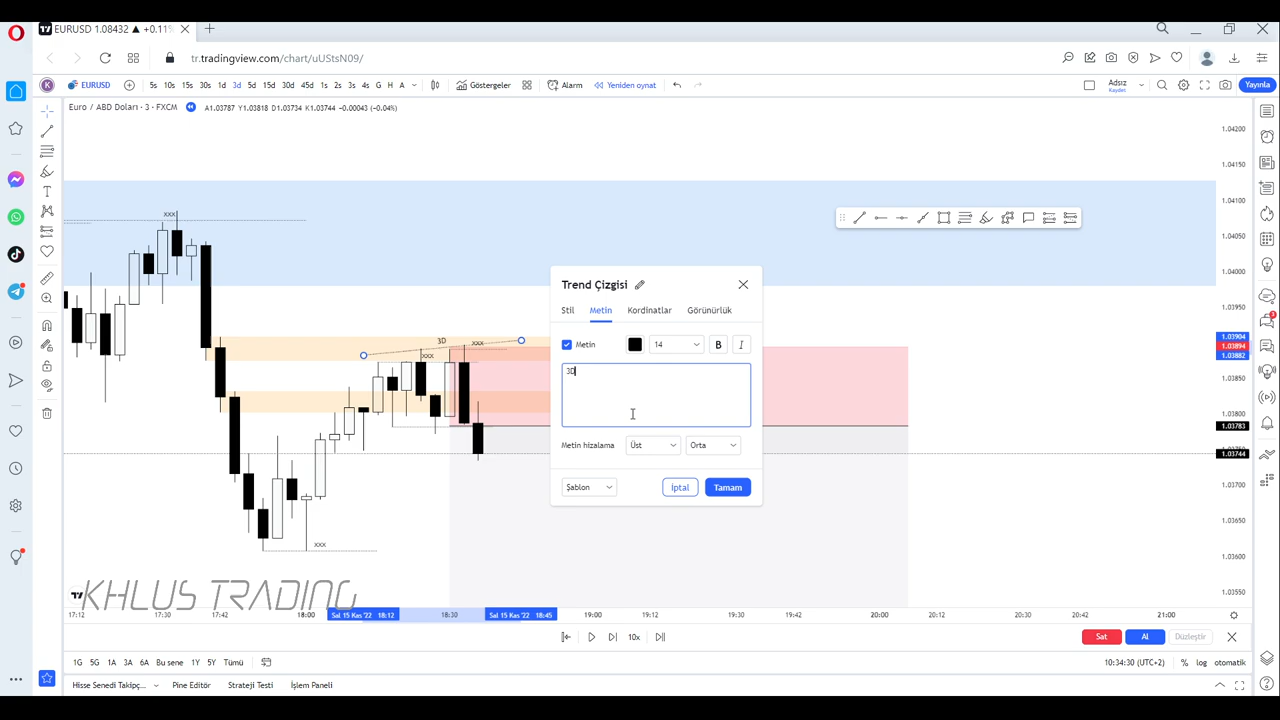 EURUSD 1.08432 ▲ +0.11%
tr.tradingview.com/chart/uUStsN09/
K EURUSD 5s 10s 15s 30s 1d 3d 5d 15D 30d 45d 1s 2s 3s 4s G H A Göstergeler Alarm Yeniden oynat Adsız Kaydet Yayınla
Euro / ABD Doları · 3 · FXCM A1.03787 Y1.03818 D1.03734 K1.03744 −0.00043 (−0.04%)
1.04200
1.04150
1.04100
1.04050
1.04000
1.03950
1.03904
1.03894
1.03882
1.03850
1.03800
1.03783
1.03744
1.03700
1.03650
1.03600
1.03550
xxx
3D
xxx
xxx
xxx
Trend Çizgisi
Stil Metin Kordinatlar Görünürlük
Metin 14 B I
3D
Metin hizalama Üst Orta
Şablon İptal Tamam
KHLUS TRADING
17:12 17:30 17:42 18:00 Sal 15 Kas '22 18:12 18:30 Sal 15 Kas '22 18:45 19:00 19:12 19:30 19:42 20:00 20:12 20:30 20:42 21:00
10x Sat Al Düzleştir
1G 5G 1A 3A 6A Bu sene 1Y 5Y Tümü 10:34:30 (UTC+2) % log otomatik
Hisse Senedi Takipç... Pine Editör Strateji Testi İşlem Paneli